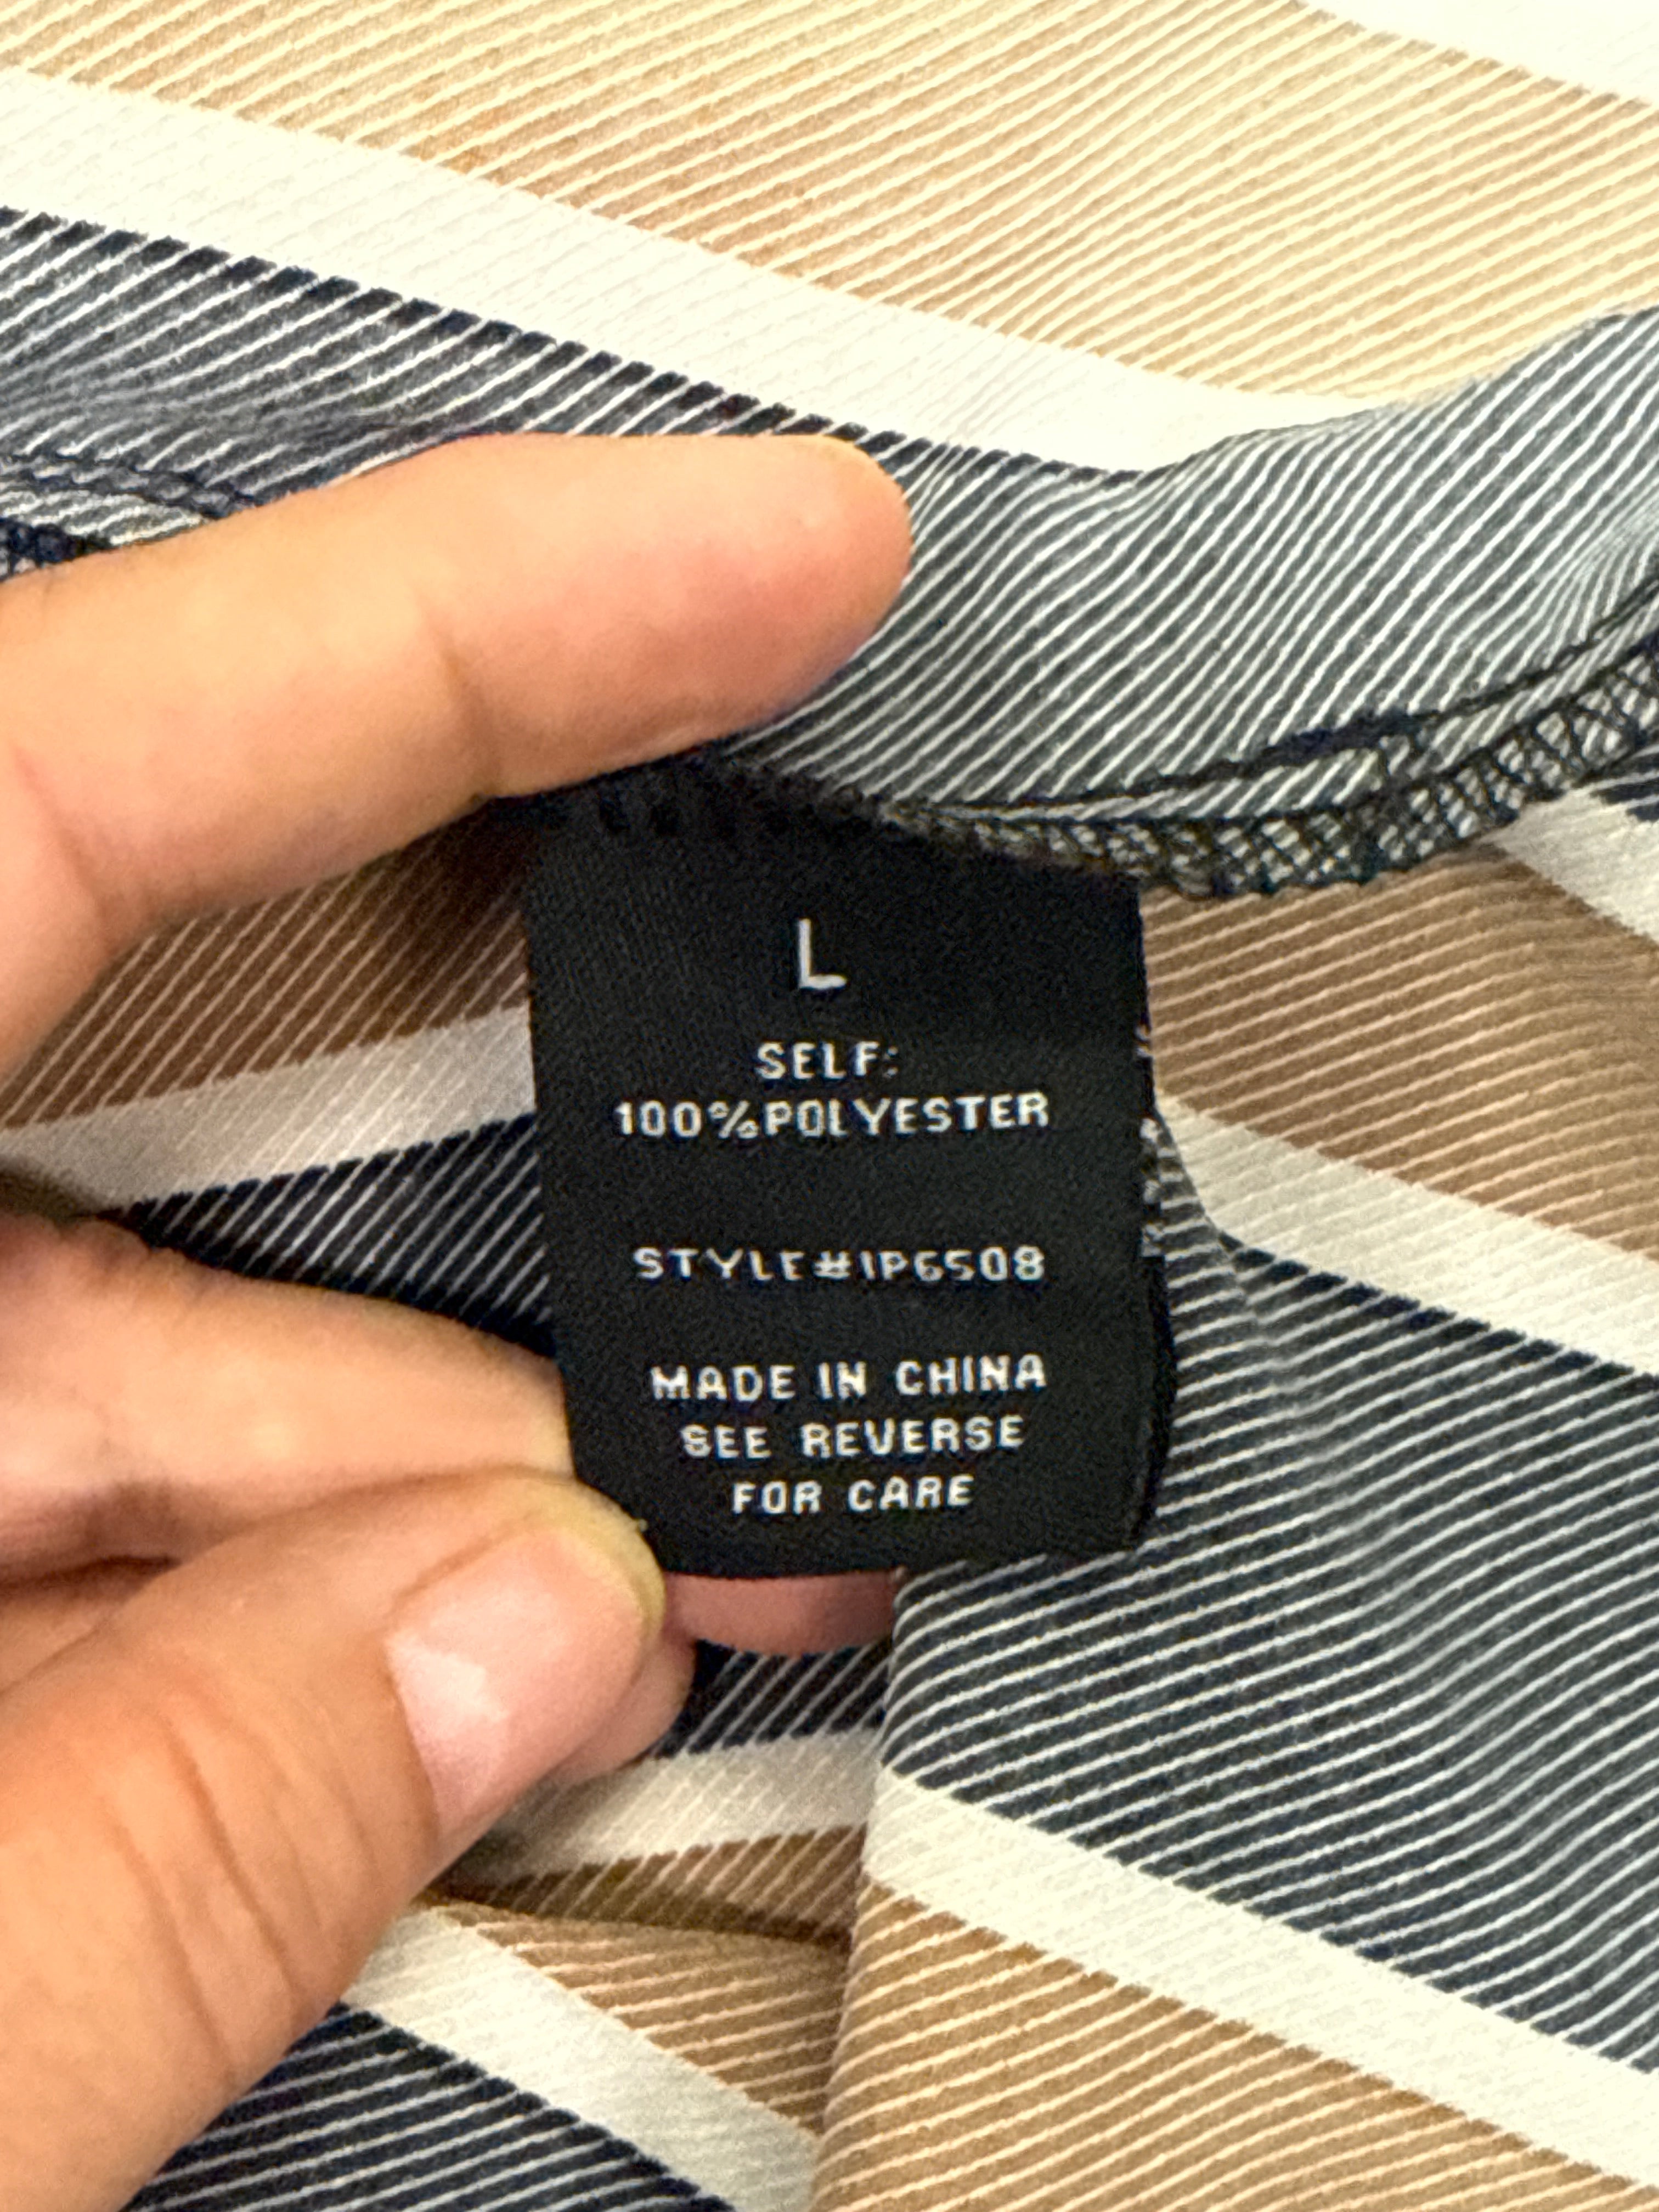 L
SELF:
100%POLYESTER
STYLE#IP6508
MADE IN CHINA
SEE REVERSE
FOR CARE